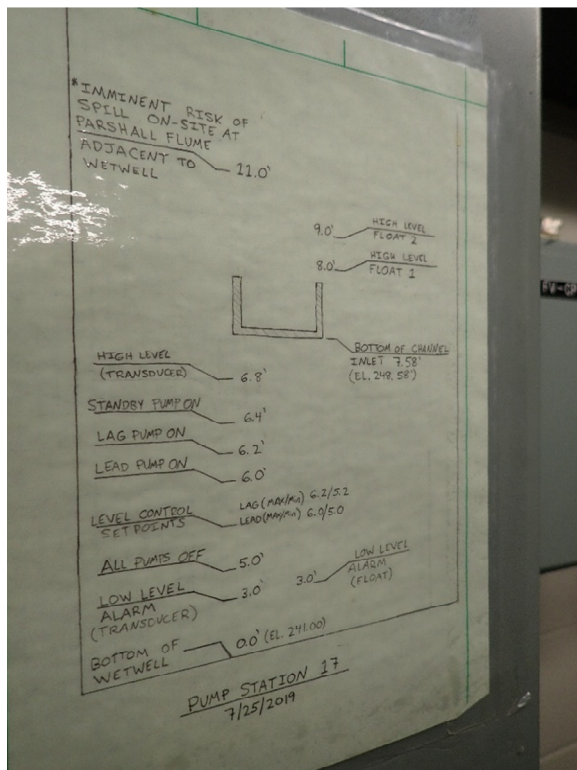 *IMMINENT RISK OF
SPILL ON-SITE AT
PARSHALL FLUME
ADJACENT TO
WETWELL
11.0'
9.0'
HIGH LEVEL
FLOAT 2
8.0'
HIGH LEVEL
FLOAT 1
BOTTOM OF CHANNEL
INLET 7.58'
(EL. 248.58')
HIGH LEVEL
(TRANSDUCER)
6.8'
STANDBY PUMP ON
6.4'
LAG PUMP ON
6.2'
LEAD PUMP ON
6.0'
LEVEL CONTROL
SETPOINTS
LAG (MAX/MIN) 6.2/5.2
LEAD (MAX/MIN) 6.0/5.0
ALL PUMPS OFF
5.0'
LOW LEVEL
ALARM
(TRANSDUCER)
3.0'
3.0'
LOW LEVEL
ALARM
(FLOAT)
BOTTOM OF
WETWELL
0.0' (EL. 241.00)
PUMP STATION 17
7/25/2019